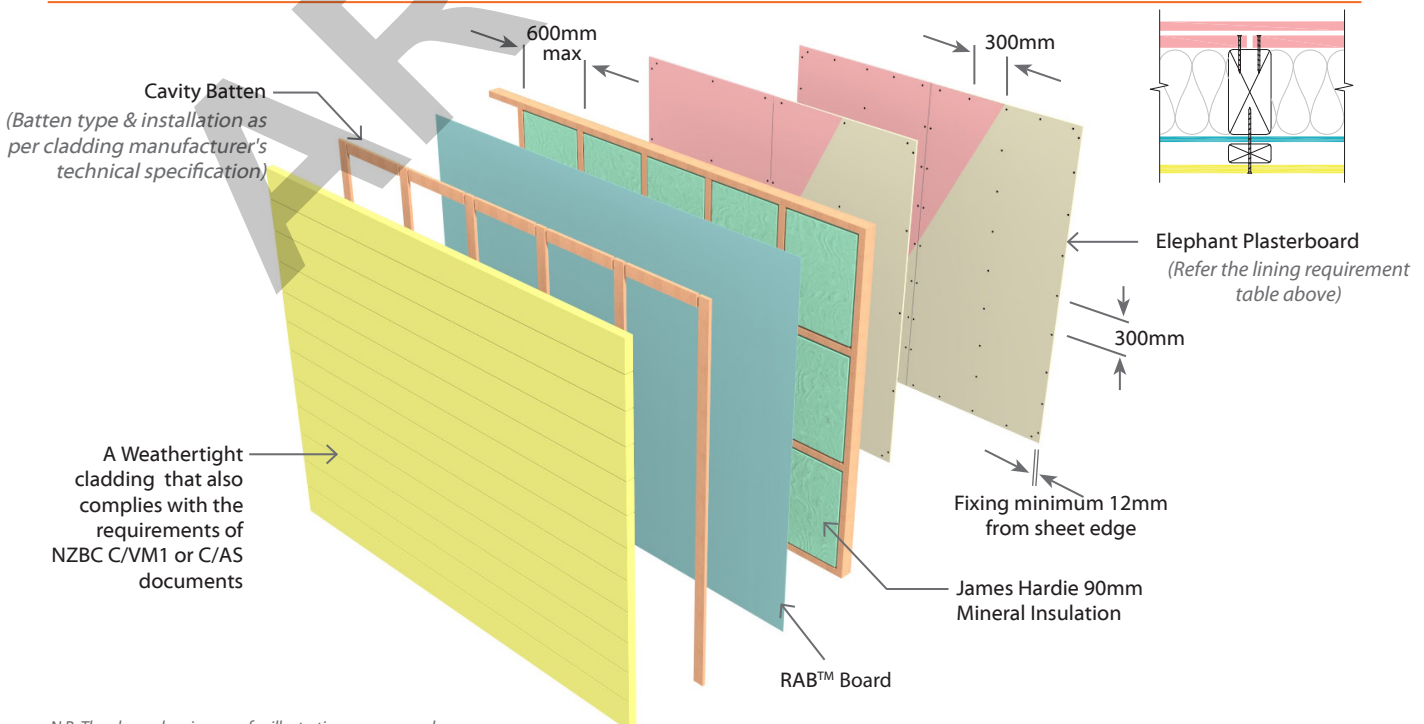 600mm
max
300mm
Cavity Batten
(Batten type & installation as
per cladding manufacturer's
technical specification)
Elephant Plasterboard
(Refer the lining requirement
table above)
300mm
A Weathertight
cladding that also
complies with the
requirements of
NZBC C/VM1 or C/AS
documents
Fixing minimum 12mm
from sheet edge
James Hardie 90mm
Mineral Insulation
RAB™ Board